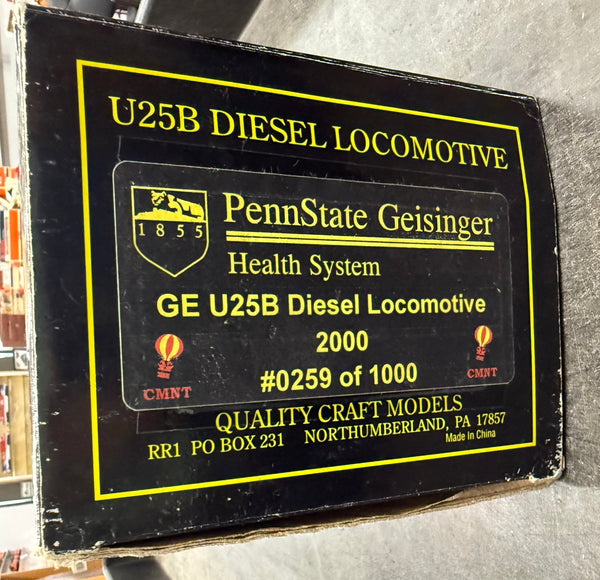 U25B DIESEL LOCOMOTIVE
1855
PennState Geisinger
Health System
GE U25B Diesel Locomotive
2000
#0259 of 1000
CMNT
CMNT
QUALITY CRAFT MODELS
RR1 PO BOX 231 NORTHUMBERLAND, PA 17857
Made In China